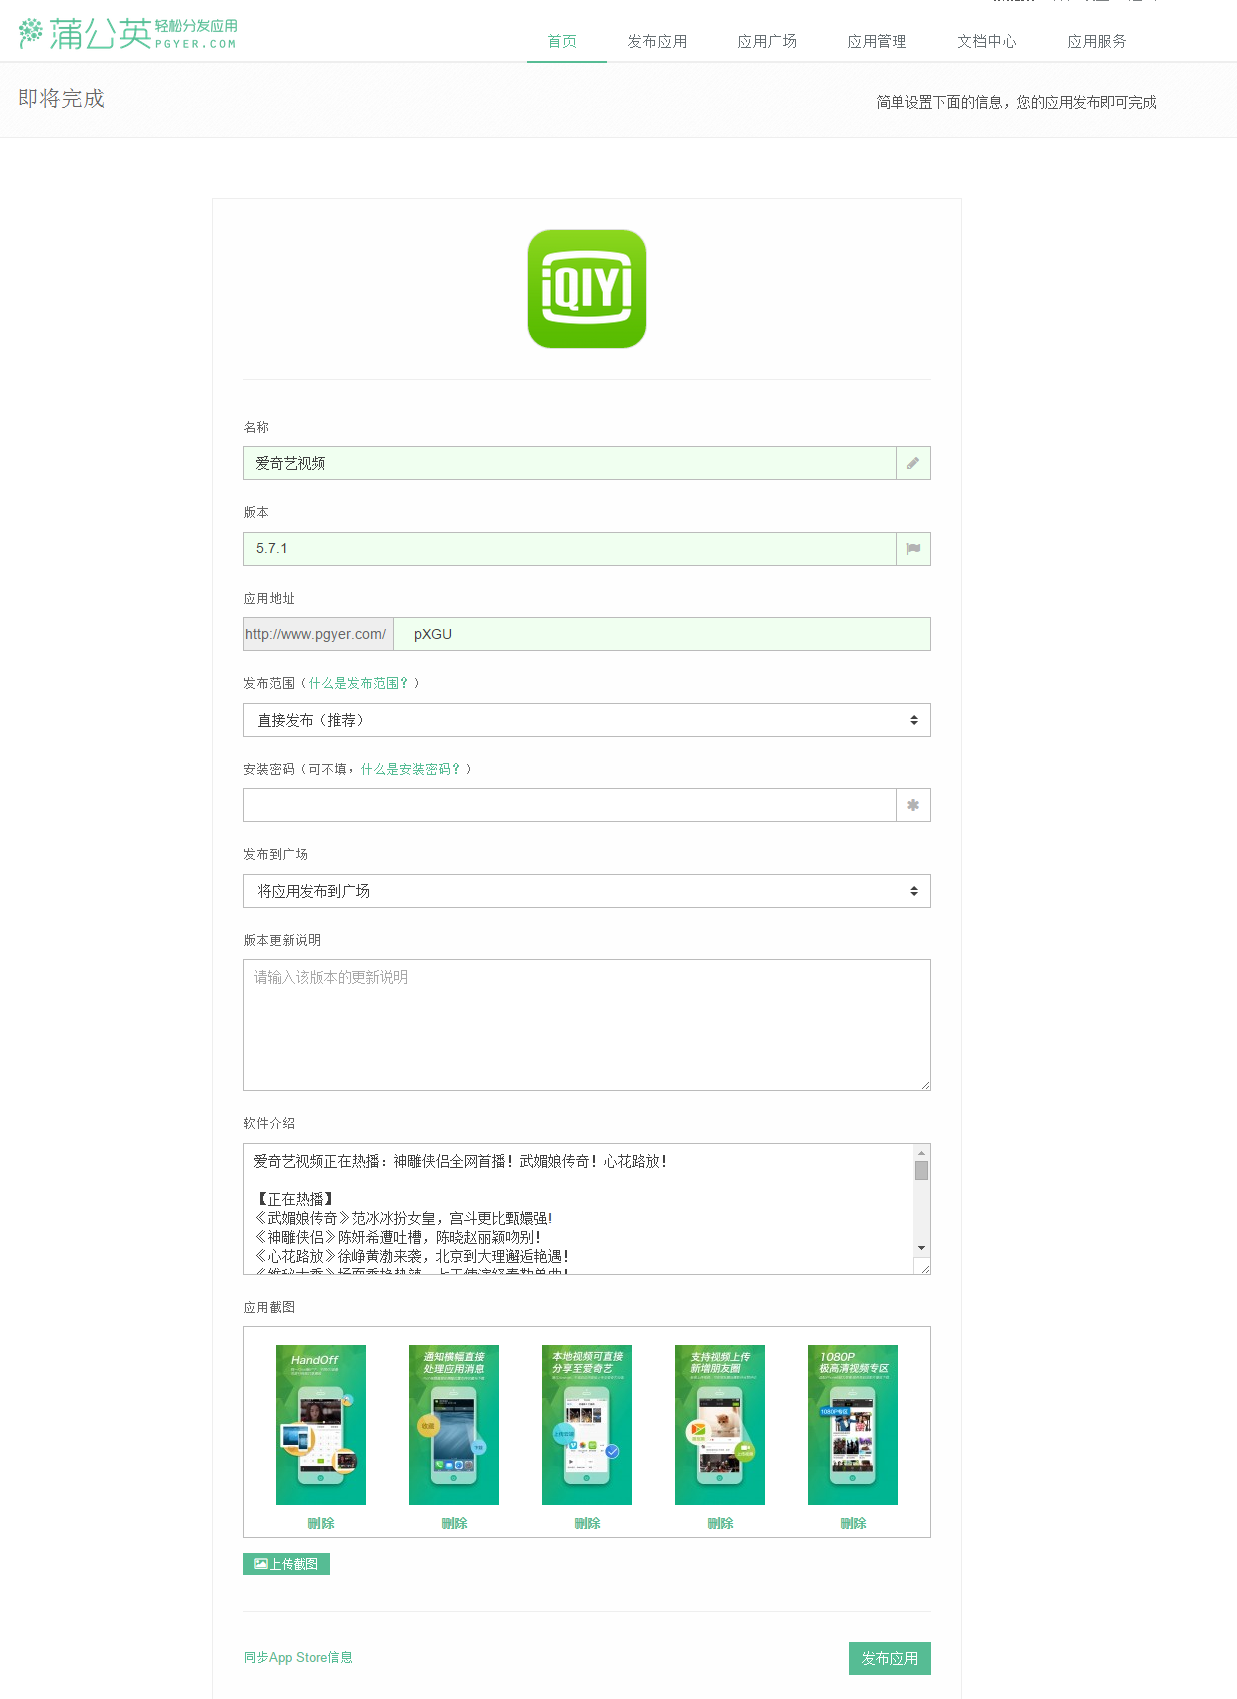 蒲公英 轻松分发应用
PGYER.COM
首页 发布应用 应用广场 应用管理 文档中心 应用服务
即将完成
简单设置下面的信息，您的应用发布即可完成
iQIYI
名称
爱奇艺视频
版本
5.7.1
应用地址
http://www.pgyer.com/ pXGU
发布范围（什么是发布范围？）
直接发布（推荐）
安装密码（可不填，什么是安装密码？）
发布到广场
将应用发布到广场
版本更新说明
请输入该版本的更新说明
软件介绍
爱奇艺视频正在热播：神雕侠侣全网首播！武媚娘传奇！心花路放！
【正在热播】
《武媚娘传奇》范冰冰扮女皇，宫斗更比甄嬛强!
《神雕侠侣》陈妍希遭吐槽，陈晓赵丽颖吻别！
《心花路放》徐峥黄渤来袭，北京到大理邂逅艳遇！
应用截图
HandOff
通知横幅直接
处理应用消息
收藏
下载
本地视频可直接
分享至爱奇艺
支持视频上传
新增朋友圈
1080P
极高清视频专区
1080P专区
删除 删除 删除 删除 删除
上传截图
同步App Store信息
发布应用